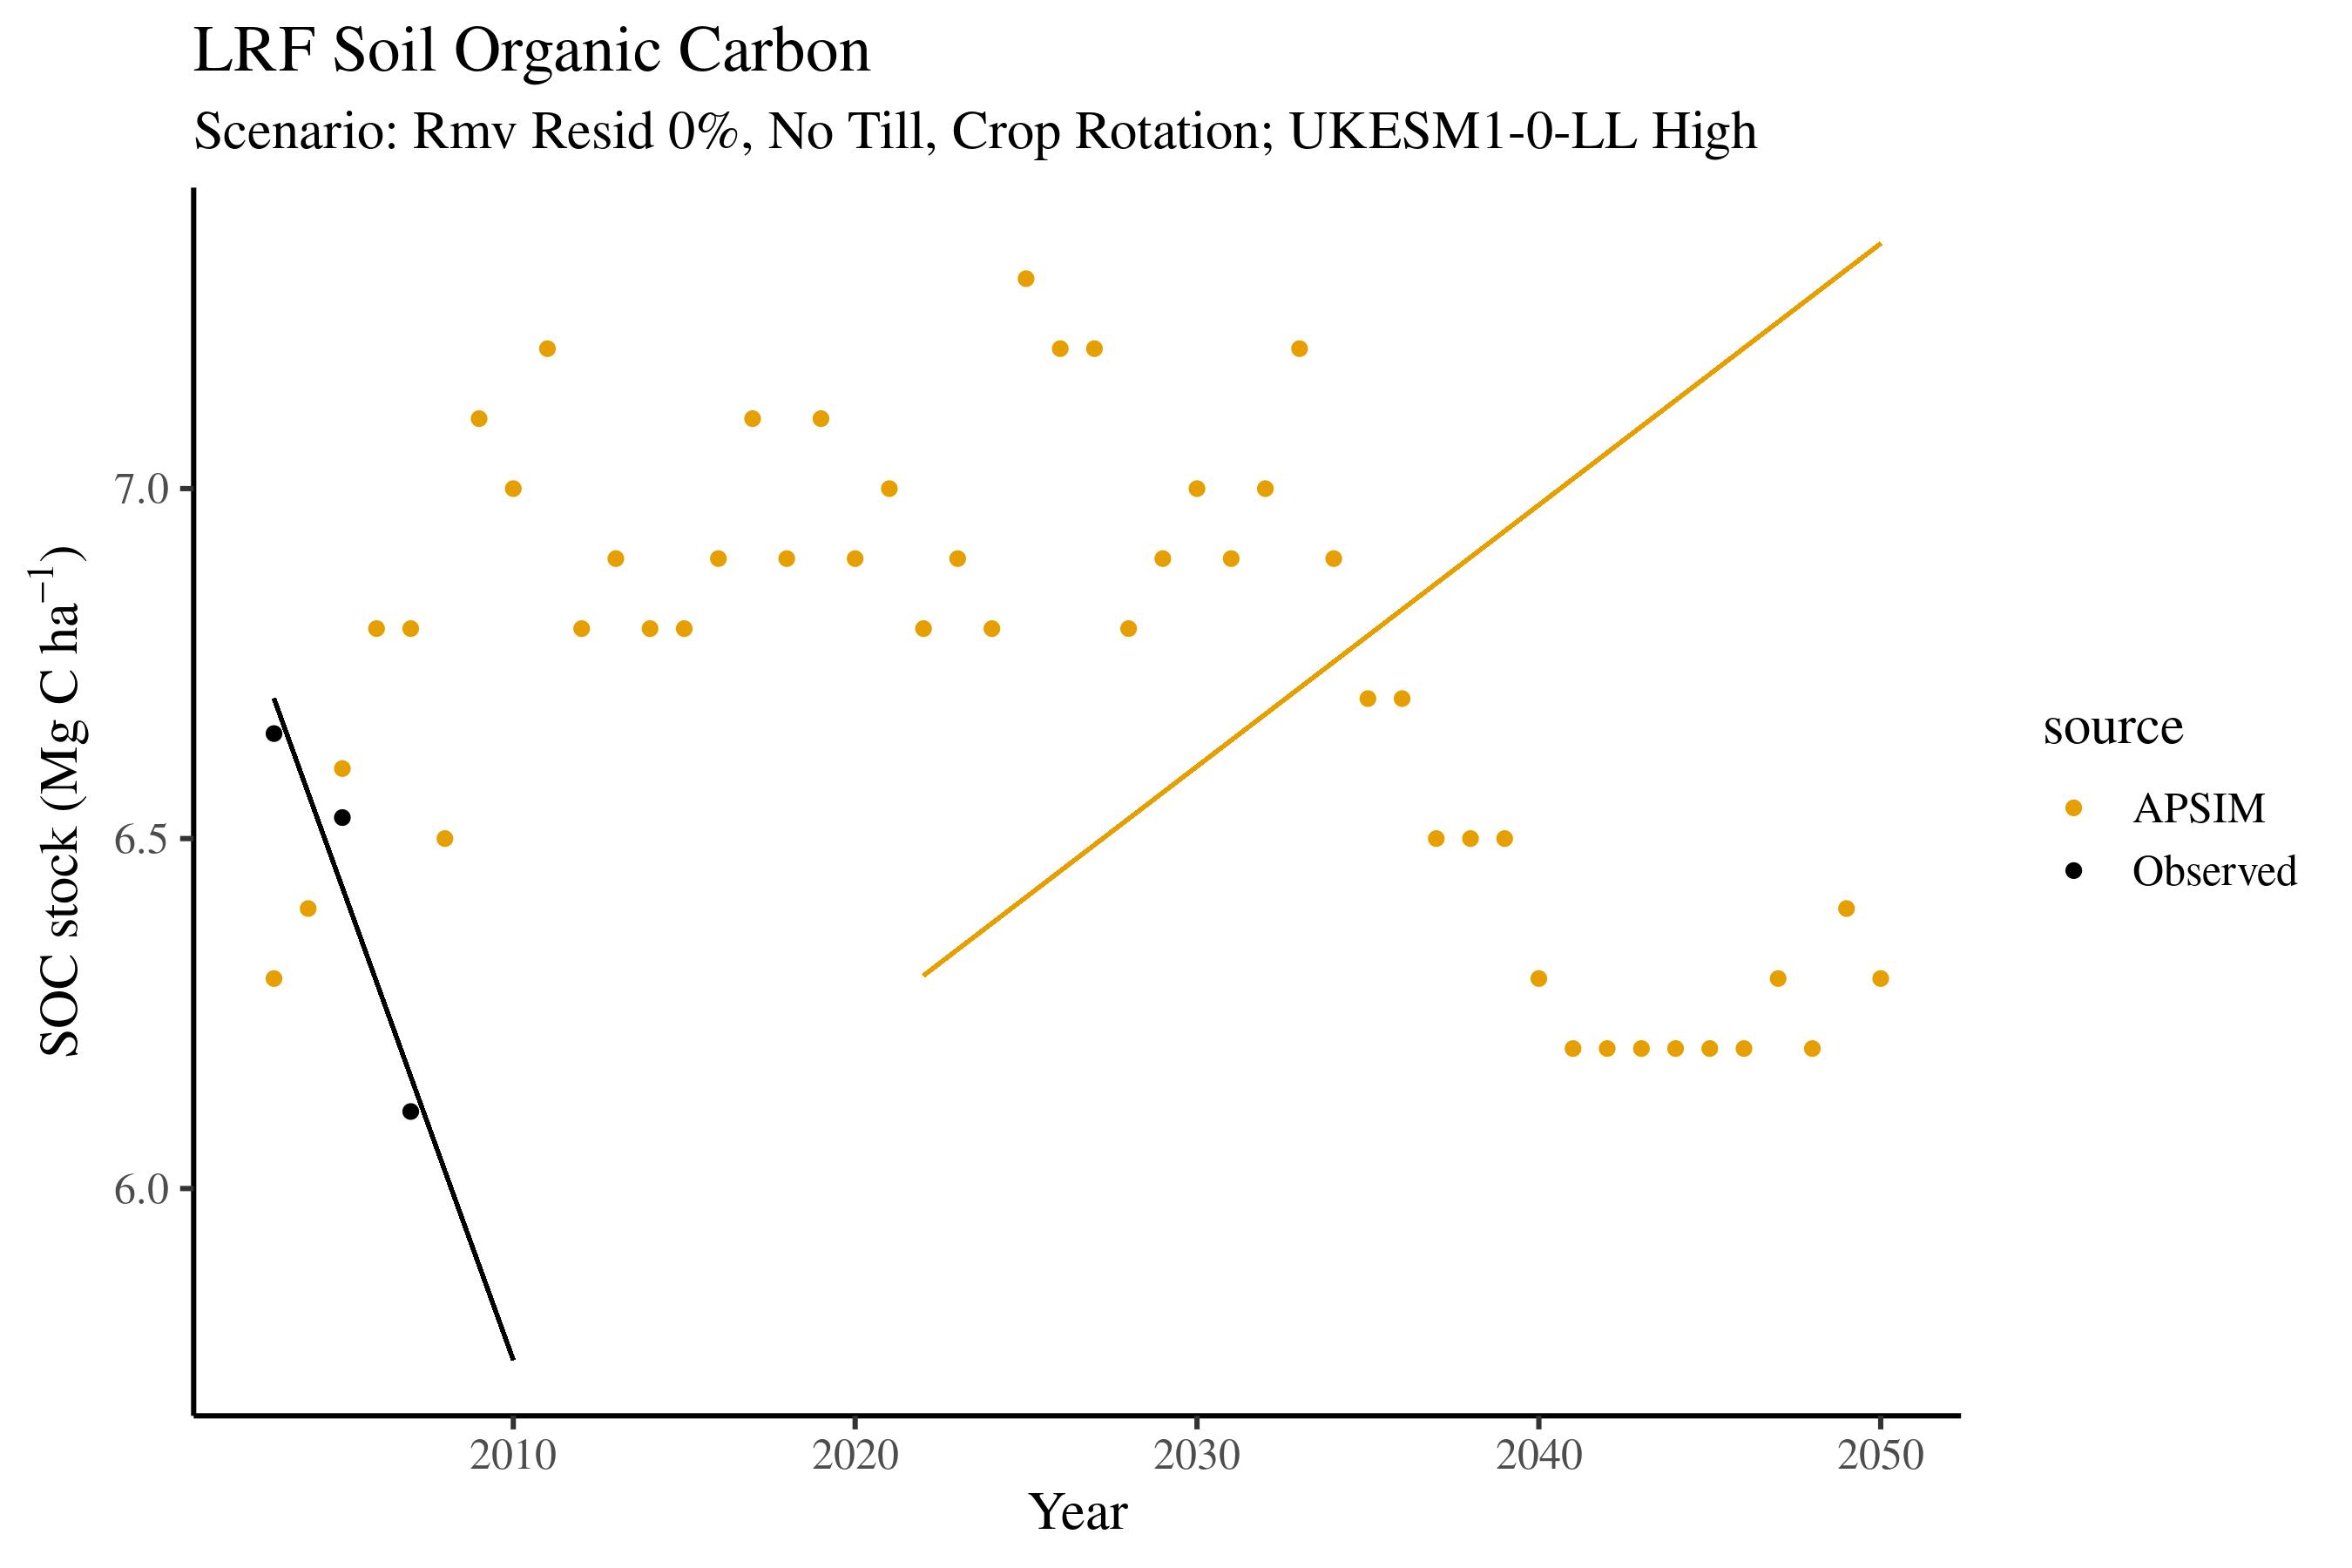 LRF Soil Organic Carbon
Scenario: Rmv Resid 0%, No Till, Crop Rotation; UKESM1-0-LL High
SOC stock (Mg C ha⁻¹)
7.0
6.5
6.0
2010 2020 2030 2040 2050
Year
source
APSIM
Observed